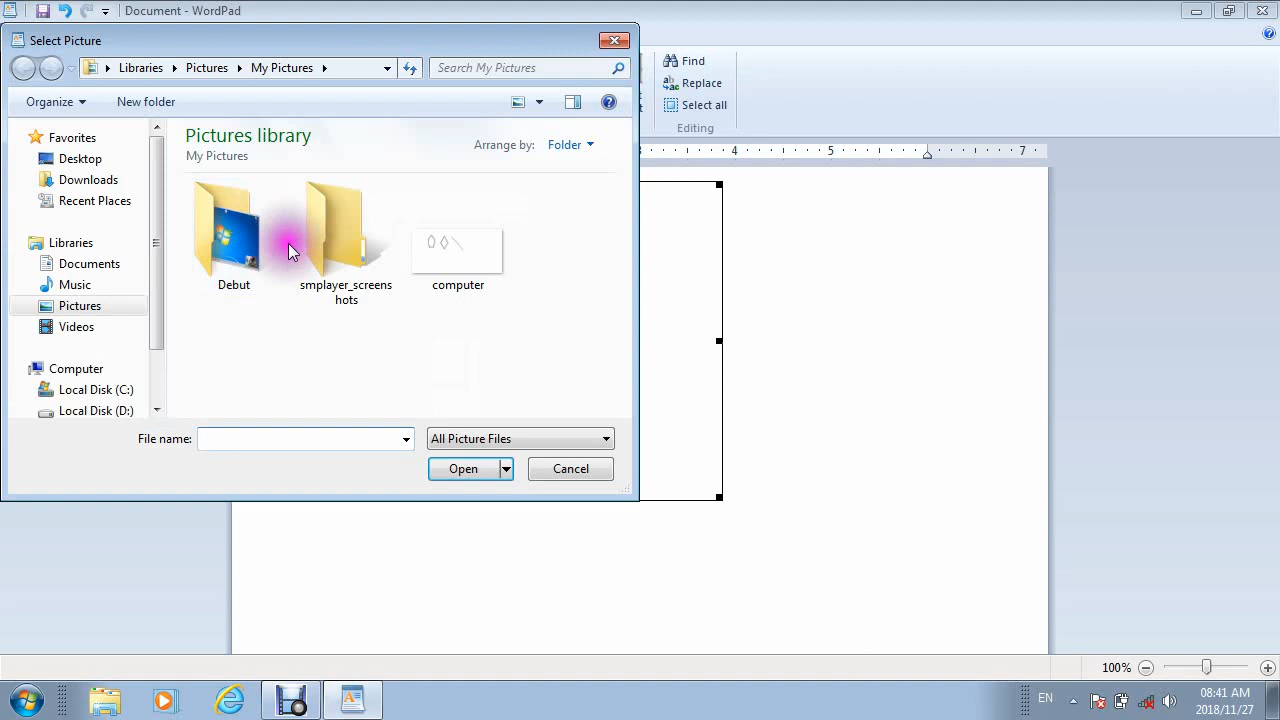 Document - WordPad
Select Picture
Libraries Pictures My Pictures
Search My Pictures
Find
Replace
Select all
Editing
Organize New folder
Favorites
Desktop
Downloads
Recent Places
Libraries
Documents
Music
Pictures
Videos
Computer
Local Disk (C:)
Local Disk (D:)
Pictures library
My Pictures
Arrange by: Folder
Debut
smplayer_screens
hots
computer
File name:
All Picture Files
Open
Cancel
4 5 7
100%
EN
08:41 AM
2018/11/27